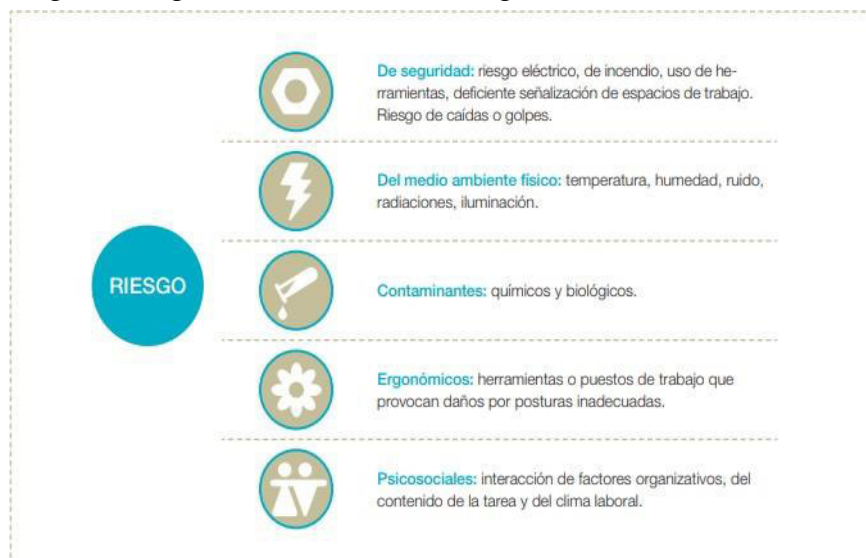 RIESGO
De seguridad: riesgo eléctrico, de incendio, uso de he-
rramientas, deficiente señalización de espacios de trabajo.
Riesgo de caídas o golpes.
Del medio ambiente físico: temperatura, humedad, ruido,
radiaciones, iluminación.
Contaminantes: químicos y biológicos.
Ergonómicos: herramientas o puestos de trabajo que
provocan daños por posturas inadecuadas.
Psicosociales: interacción de factores organizativos, del
contenido de la tarea y del clima laboral.